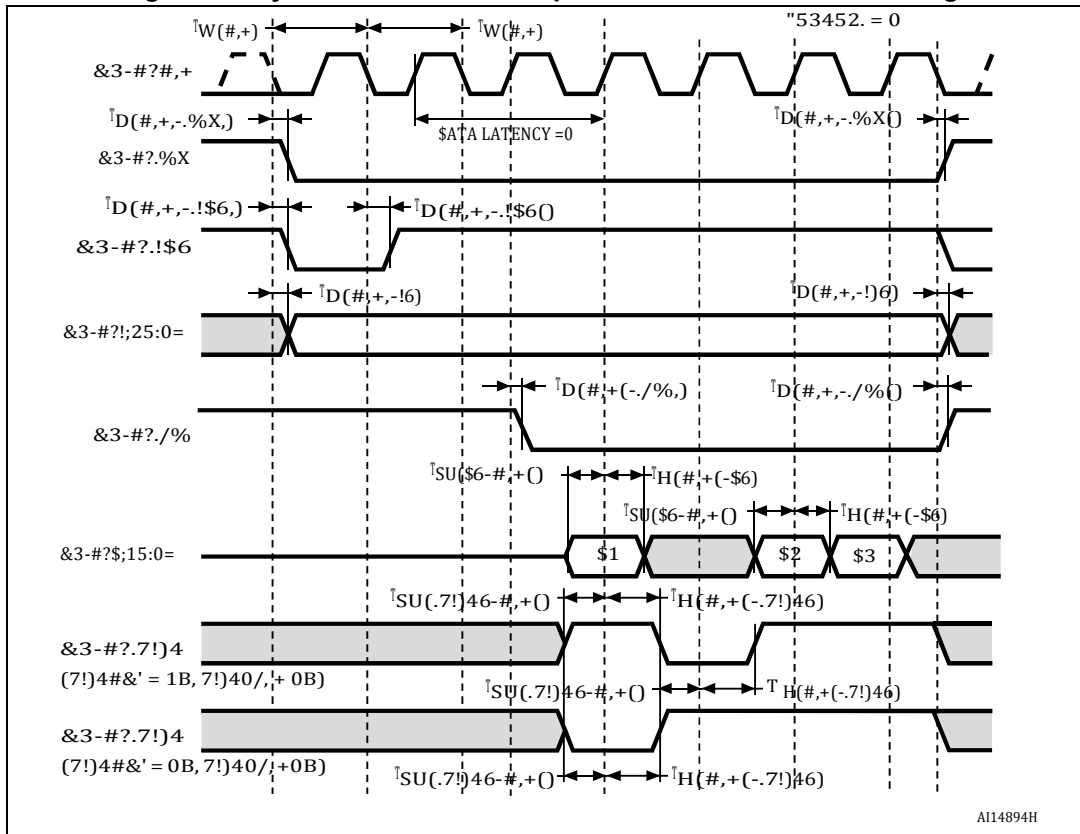 "53452. = 0
TW(#,+) TW(#,+)
&3-#?#,+
TD(#,+,-.%X,) $ATA LATENCY =0 TD(#,+,-.%X()
&3-#?.%X
TD(#,+,-.!$6,) TD(#,+,-.!$6()
&3-#?.!$6
TD(#,+,-!6) TD(#,+,-!)6)
&3-#?!;25:0=
TD(#,+(-./%,) TD(#,+,-./%()
&3-#?./%
TSU($6-#,+() TH(#,+(-$6)
TSU($6-#,+() TH(#,+(-$6)
&3-#?$;15:0= $1 $2 $3
TSU(.7!)46-#,+() TH(#,+(-.7!)46)
&3-#?.7!)4
(7!)4#&' = 1B, 7!)40/,+ 0B)
TSU(.7!)46-#,+() T H(#,+(-.7!)46)
&3-#?.7!)4
(7!)4#&' = 0B, 7!)40/,+0B)
TSU(.7!)46-#,+() TH(#,+(-.7!)46)
AI14894H